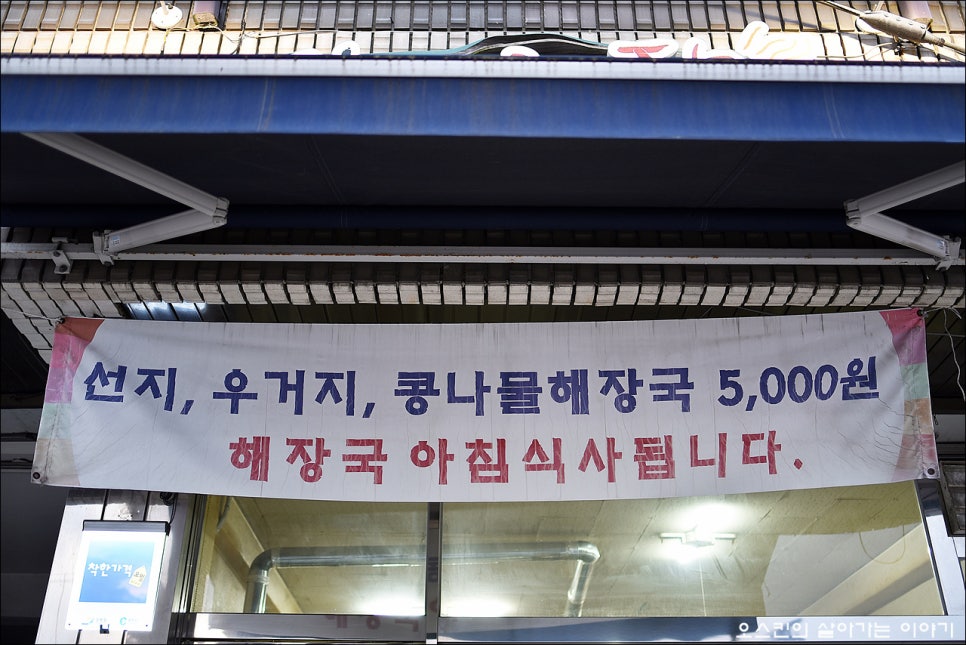 선지, 우거지, 콩나물해장국 5,000원
해장국 아침식사됩니다.
착한가격
오스킨의 살아가는 이야기